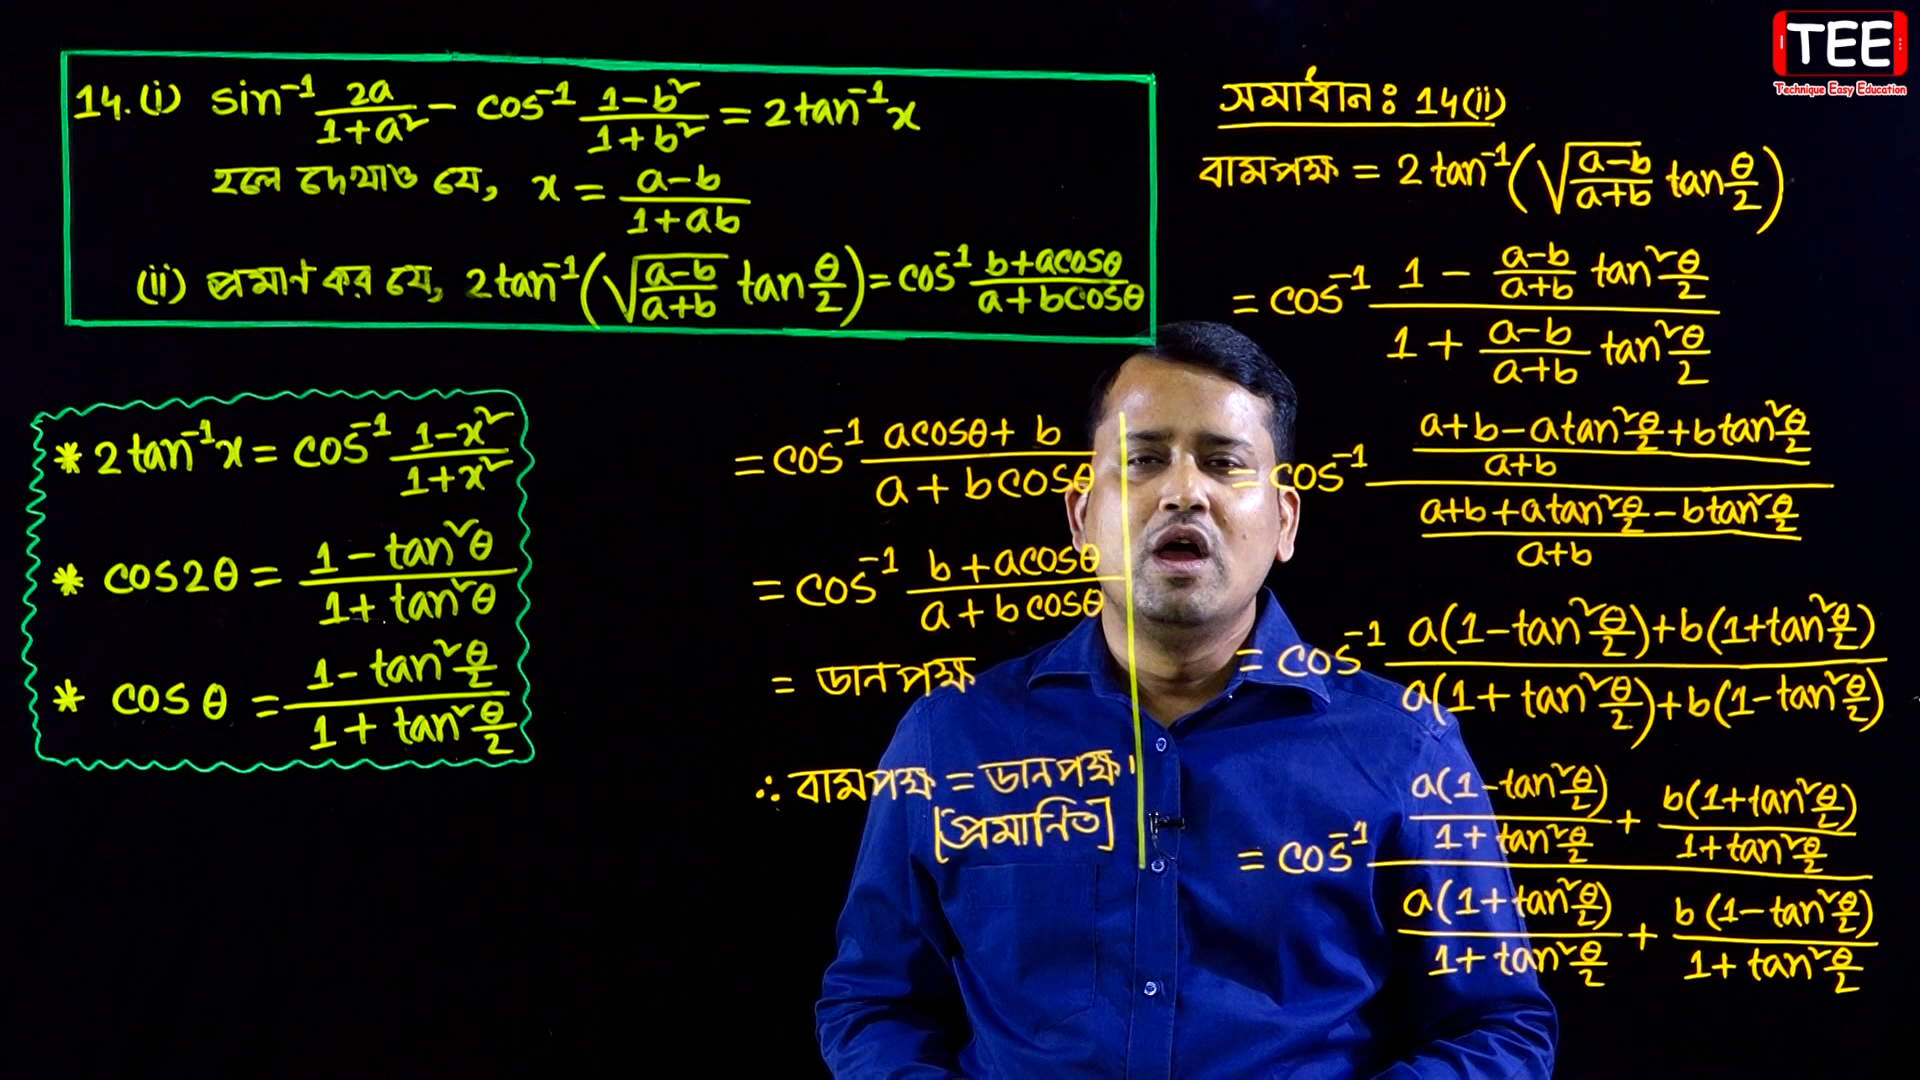 TEE
Technique Easy Education
14.(i) sin⁻¹ 2a/(1+a²) − cos⁻¹ (1−b²)/(1+b²) = 2tan⁻¹x
হলে দেখাও যে, x = (a−b)/(1+ab)
(ii) প্রমাণ কর যে, 2tan⁻¹(√((a−b)/(a+b)) tan θ/2) = cos⁻¹ (b+acosθ)/(a+bcosθ)
* 2tan⁻¹x = cos⁻¹ (1−x²)/(1+x²)
* cos2θ = (1−tan²θ)/(1+tan²θ)
* cosθ = (1−tan²θ/2)/(1+tan²θ/2)
সমাধান: 14(ii)
বামপক্ষ = 2tan⁻¹(√((a−b)/(a+b)) tan θ/2)
= cos⁻¹ (1 − (a−b)/(a+b) tan²θ/2)/(1 + (a−b)/(a+b) tan²θ/2)
= cos⁻¹ ((a+b−atan²θ/2+btan²θ/2)/(a+b))/((a+b+atan²θ/2−btan²θ/2)/(a+b))
= cos⁻¹ (a(1−tan²θ/2)+b(1+tan²θ/2))/(a(1+tan²θ/2)+b(1−tan²θ/2))
= cos⁻¹ (a(1−tan²θ/2)/(1+tan²θ/2) + b(1+tan²θ/2)/(1+tan²θ/2))/(a(1+tan²θ/2)/(1+tan²θ/2) + b(1−tan²θ/2)/(1+tan²θ/2))
= cos⁻¹ (acosθ+b)/(a+bcosθ)
= cos⁻¹ (b+acosθ)/(a+bcosθ)
= ডানপক্ষ
∴ বামপক্ষ = ডানপক্ষ।
[প্রমানিত]